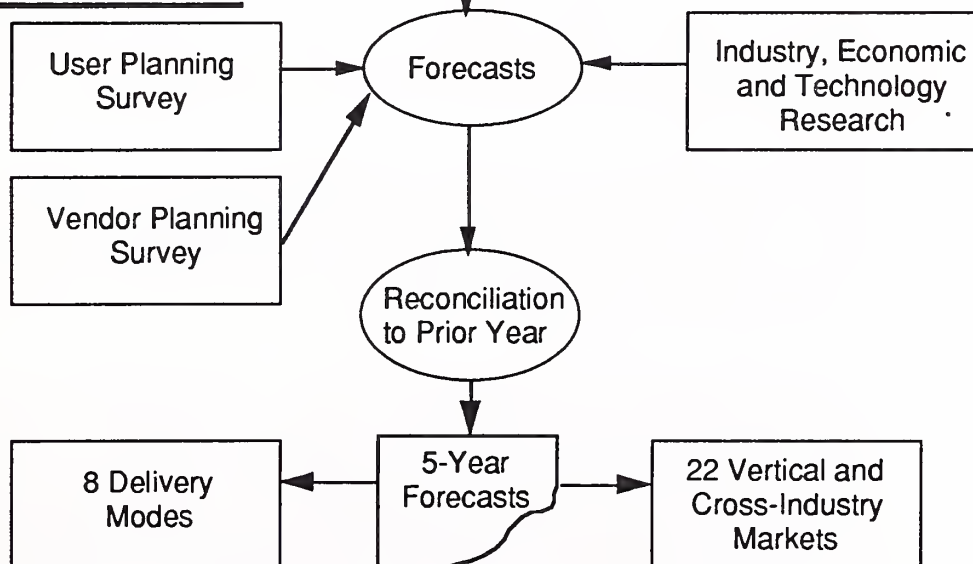 User Planning
Survey
Forecasts
Industry, Economic
and Technology
Research
Vendor Planning
Survey
Reconciliation
to Prior Year
8 Delivery
Modes
5-Year
Forecasts
22 Vertical and
Cross-Industry
Markets